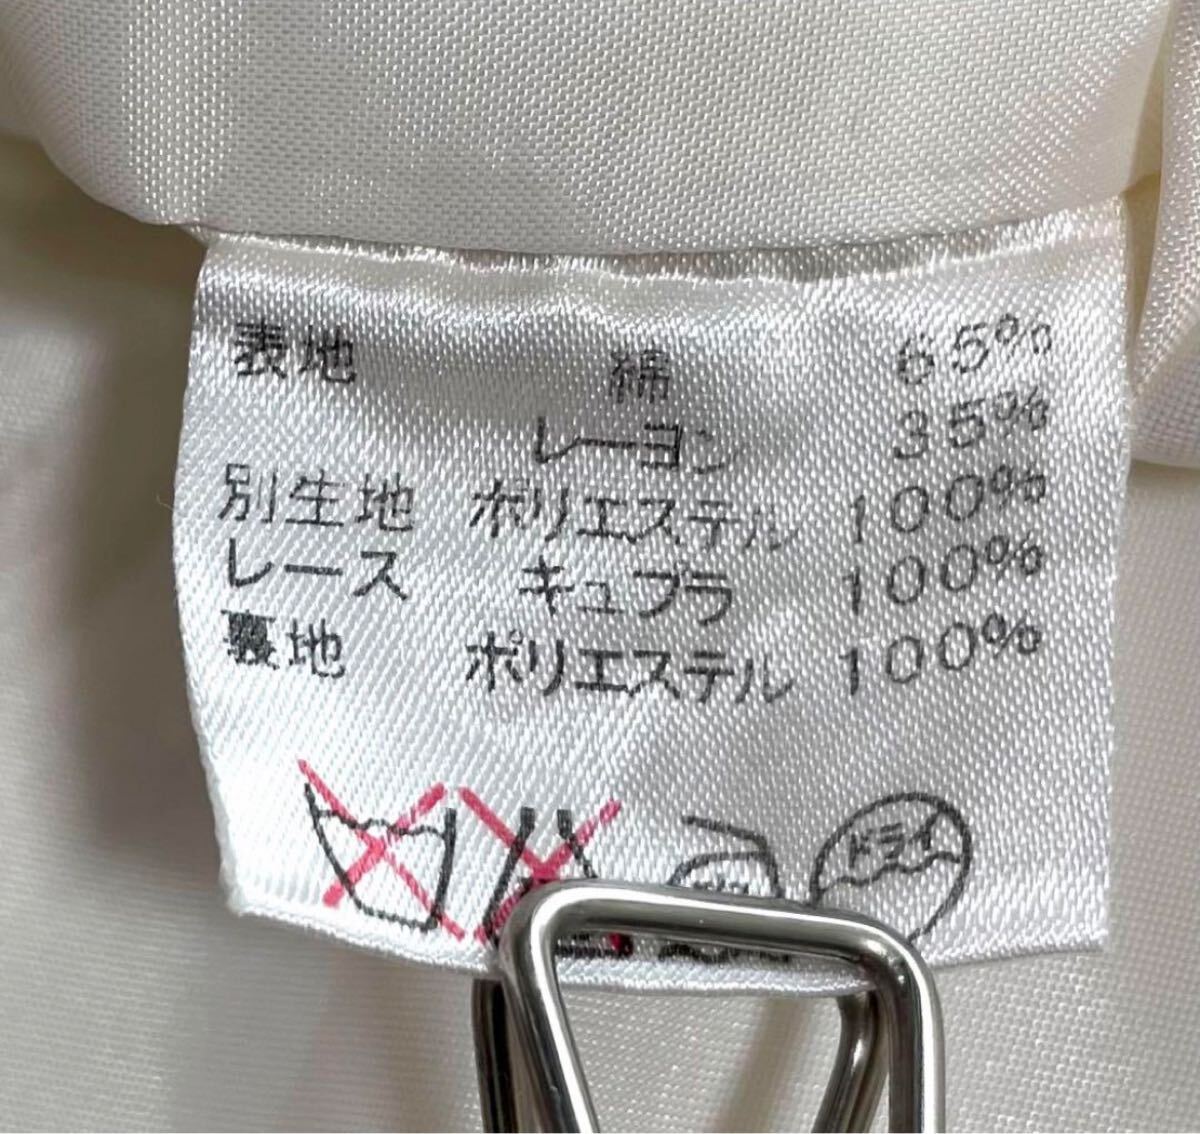 表地 綿 65%
レーヨン 35%
別生地 ポリエステル 100%
レース キュプラ 100%
裏地 ポリエステル 100%
ドライ